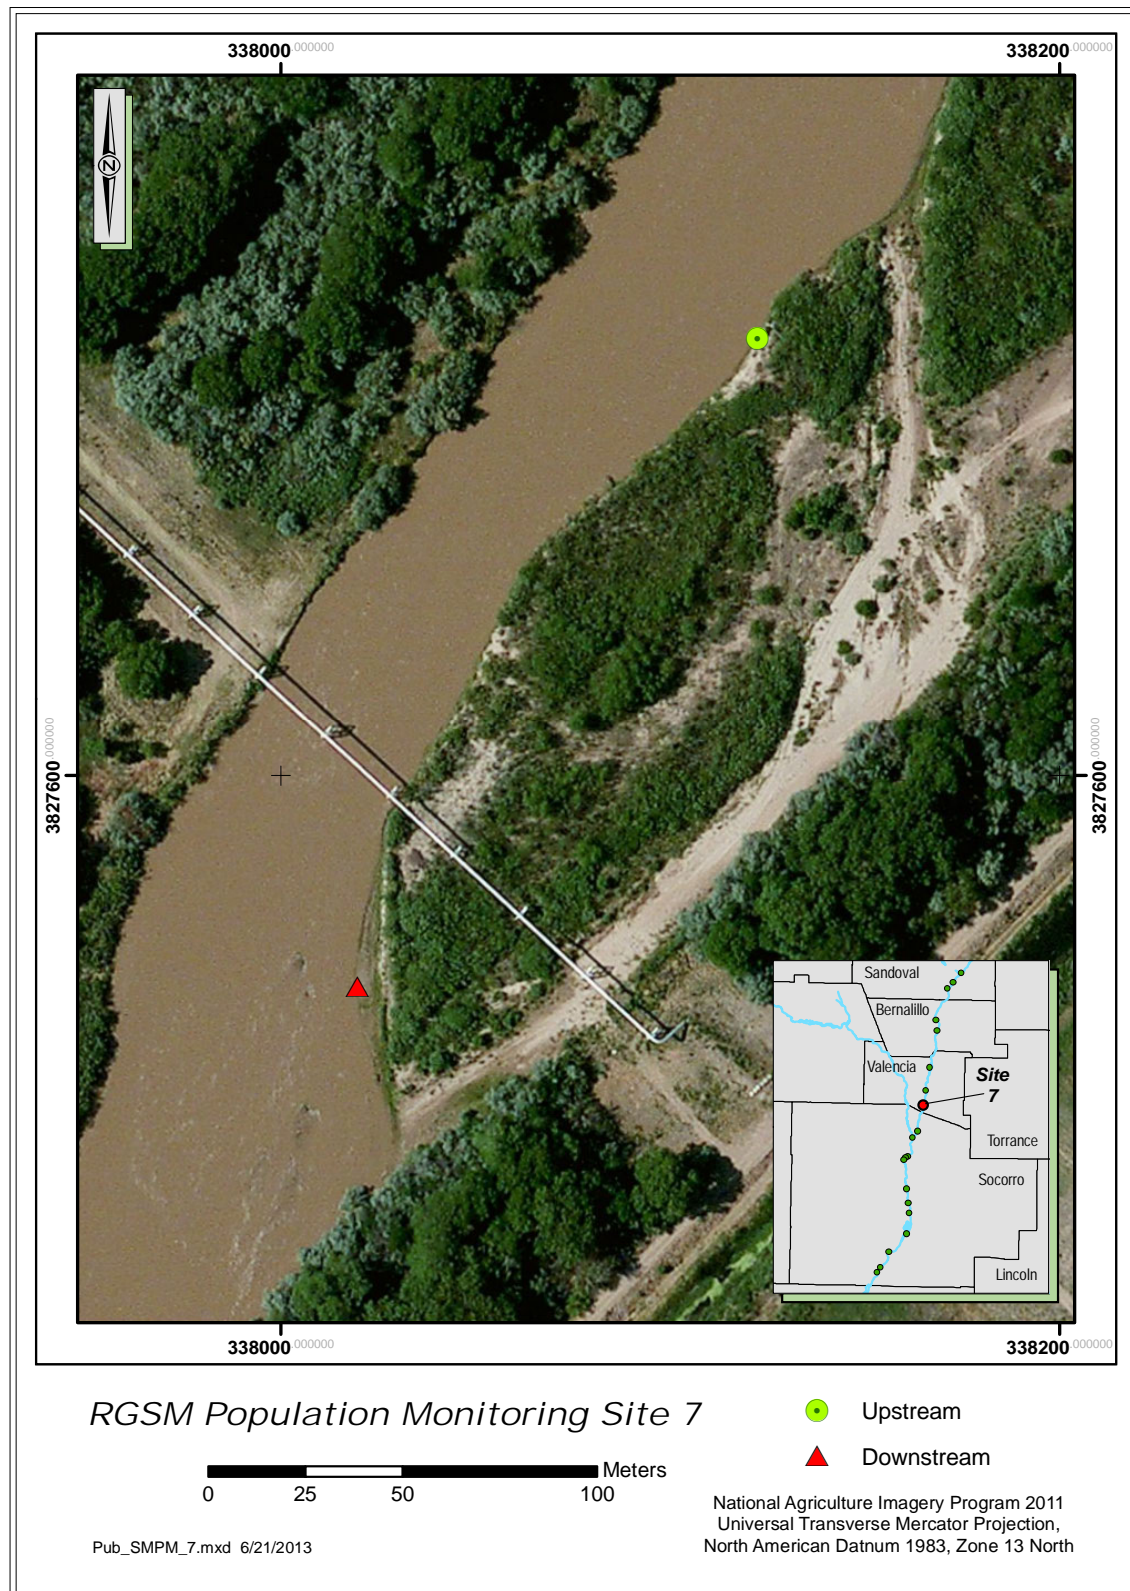 338000.000000 338200.000000
N
3827600.000000 3827600.000000
Sandoval
Bernalillo
Valencia
Site
7
Torrance
Socorro
Lincoln
338000.000000 338200.000000
RGSM Population Monitoring Site 7
Upstream
Downstream
Meters
0 25 50 100
National Agriculture Imagery Program 2011
Universal Transverse Mercator Projection,
North American Datnum 1983, Zone 13 North
Pub_SMPM_7.mxd 6/21/2013